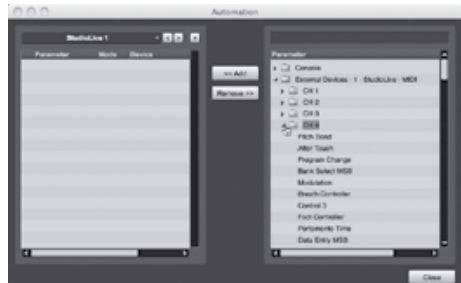 Automation
StudioLive 1
Parameter Mode Device
<< Add
Remove >>
Parameter
Console
External Devices - 1 - StudioLive - MIDI
CH 1
CH 2
CH 3
CH 4
Pitch Bend
After Touch
Program Change
Bank Select MSB
Modulation
Breath Controller
Control 3
Foot Controller
Portamento Time
Data Entry MSB
Close